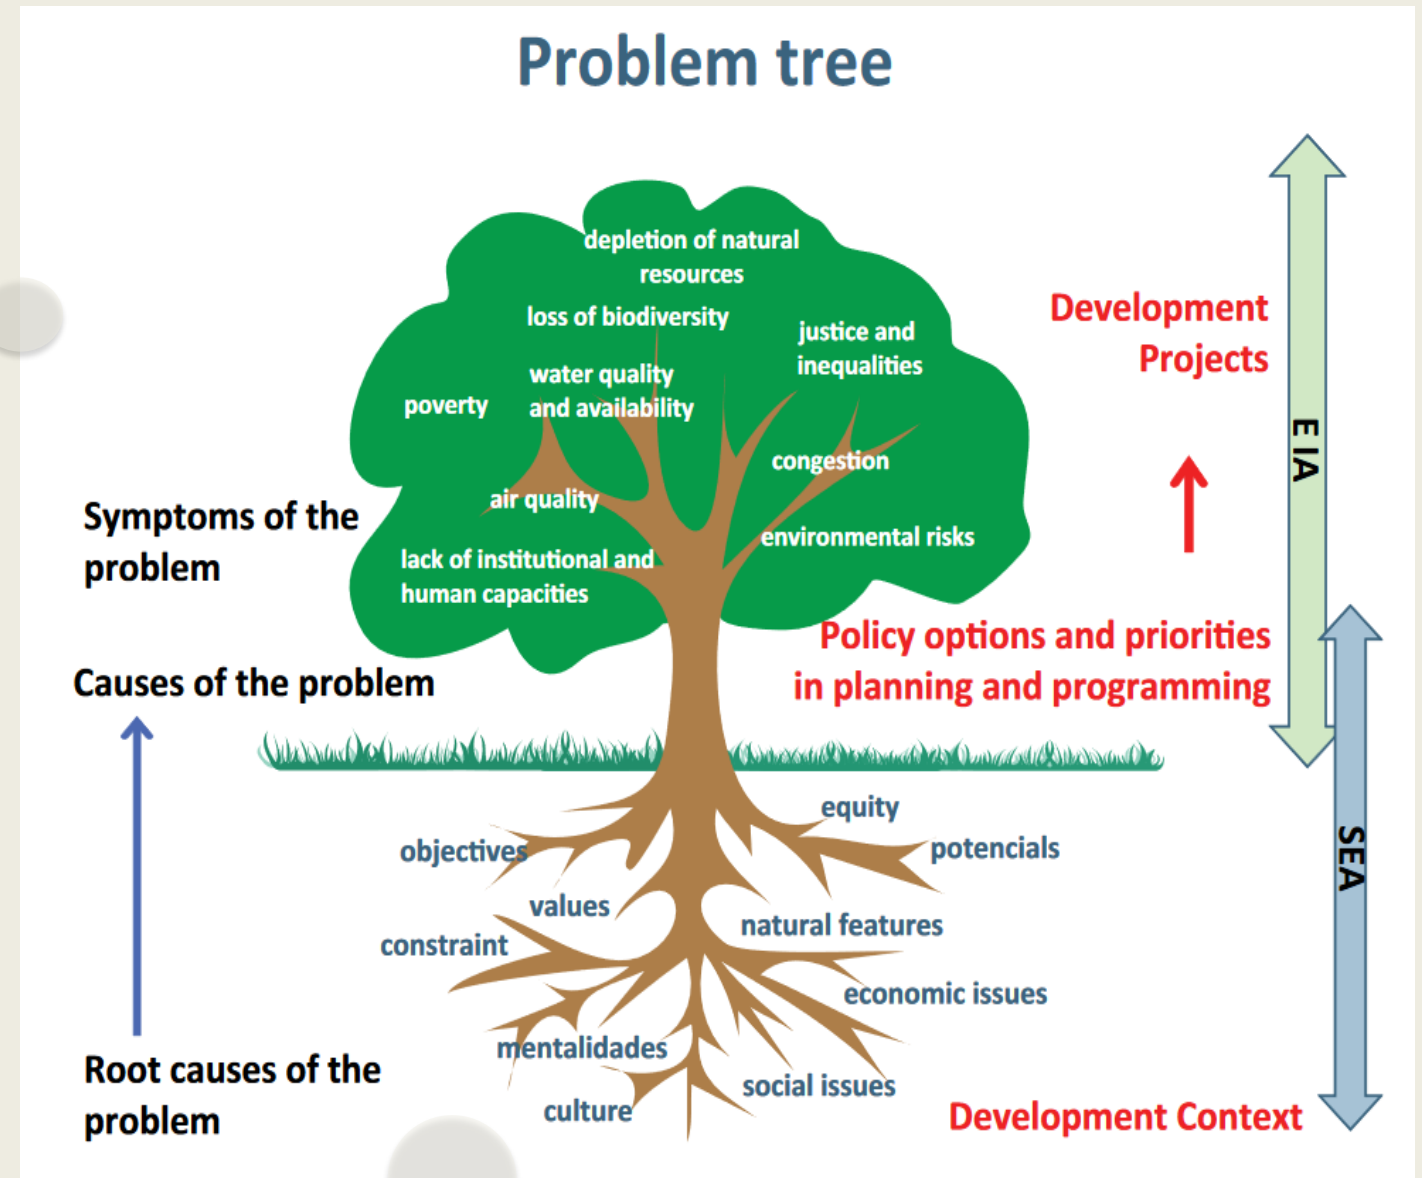 Problem tree
depletion of natural
resources
loss of biodiversity
justice and
inequalities
water quality
and availability
poverty
congestion
air quality
environmental risks
lack of institutional and
human capacities
Development
Projects
E IA
Symptoms of the
problem
Policy options and priorities
in planning and programming
Causes of the problem
equity
objectives
potencials
SEA
values
natural features
constraint
economic issues
mentalidades
social issues
culture
Root causes of the
problem
Development Context